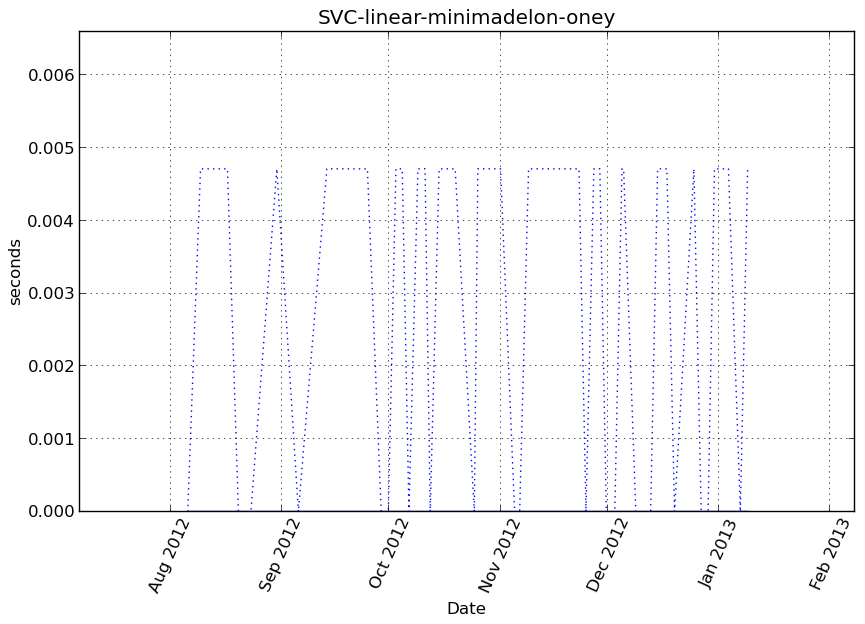 SVC-linear-minimadelon-oney
0.006
0.005
0.004
0.003
0.002
0.001
0.000
seconds
Aug 2012
Sep 2012
Oct 2012
Nov 2012
Dec 2012
Jan 2013
Feb 2013
Date